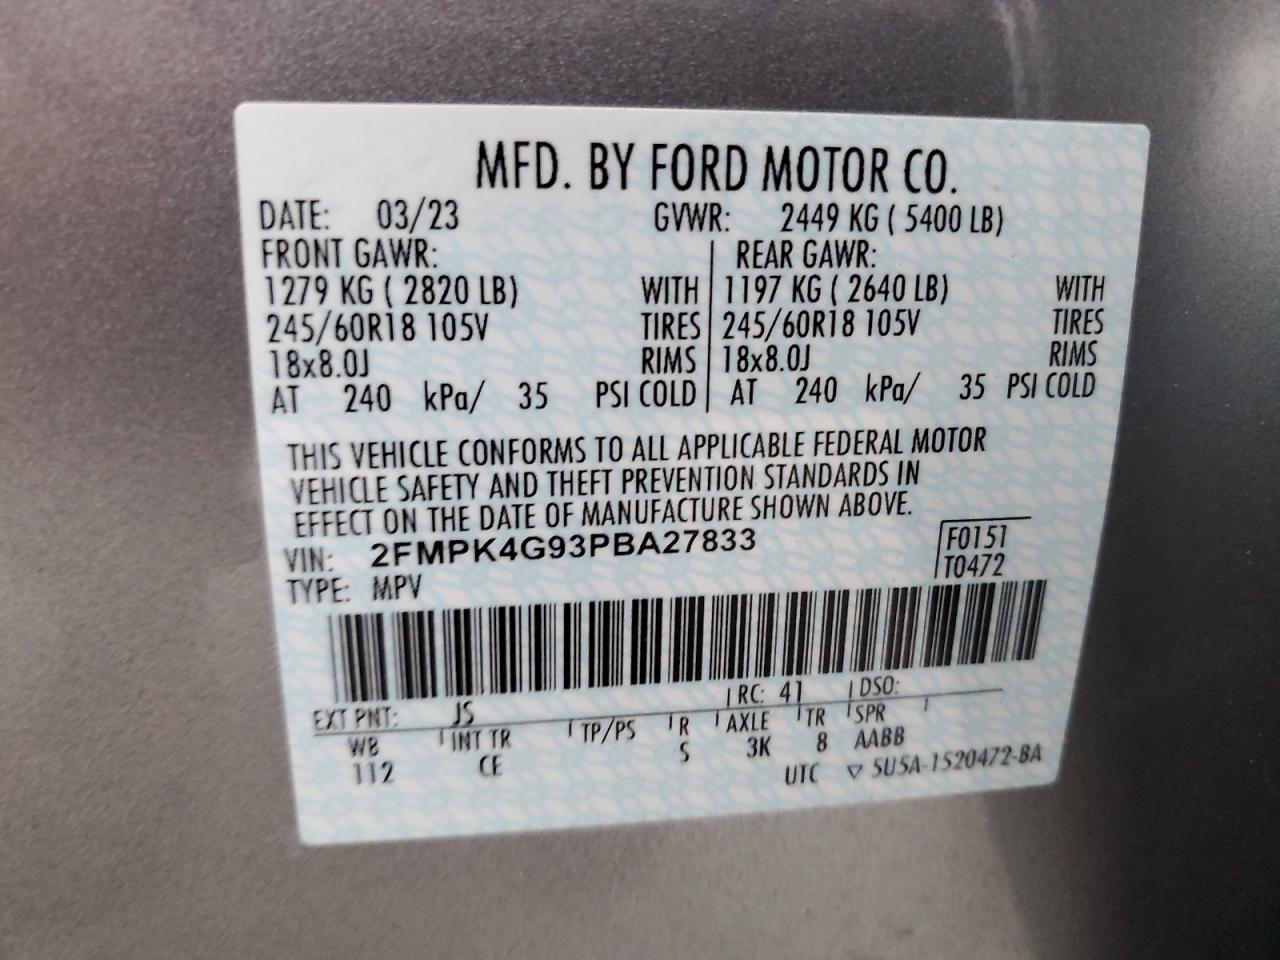 MFD. BY FORD MOTOR CO.
DATE: 03/23 GVWR: 2449 KG ( 5400 LB)
FRONT GAWR: REAR GAWR:
1279 KG ( 2820 LB) WITH 1197 KG ( 2640 LB) WITH
245/60R18 105V TIRES 245/60R18 105V TIRES
18x8.0J RIMS 18x8.0J RIMS
AT 240 kPa/ 35 PSI COLD AT 240 kPa/ 35 PSI COLD
THIS VEHICLE CONFORMS TO ALL APPLICABLE FEDERAL MOTOR
VEHICLE SAFETY AND THEFT PREVENTION STANDARDS IN
EFFECT ON THE DATE OF MANUFACTURE SHOWN ABOVE.
VIN: 2FMPK4G93PBA27833 F0151
TYPE: MPV T0472
EXT PNT: JS RC: 41 DSO:
WB INT TR TP/PS R AXLE TR SPR
112 CE S 3K 8 AABB
UTC ▽ 5U5A-1520472-BA